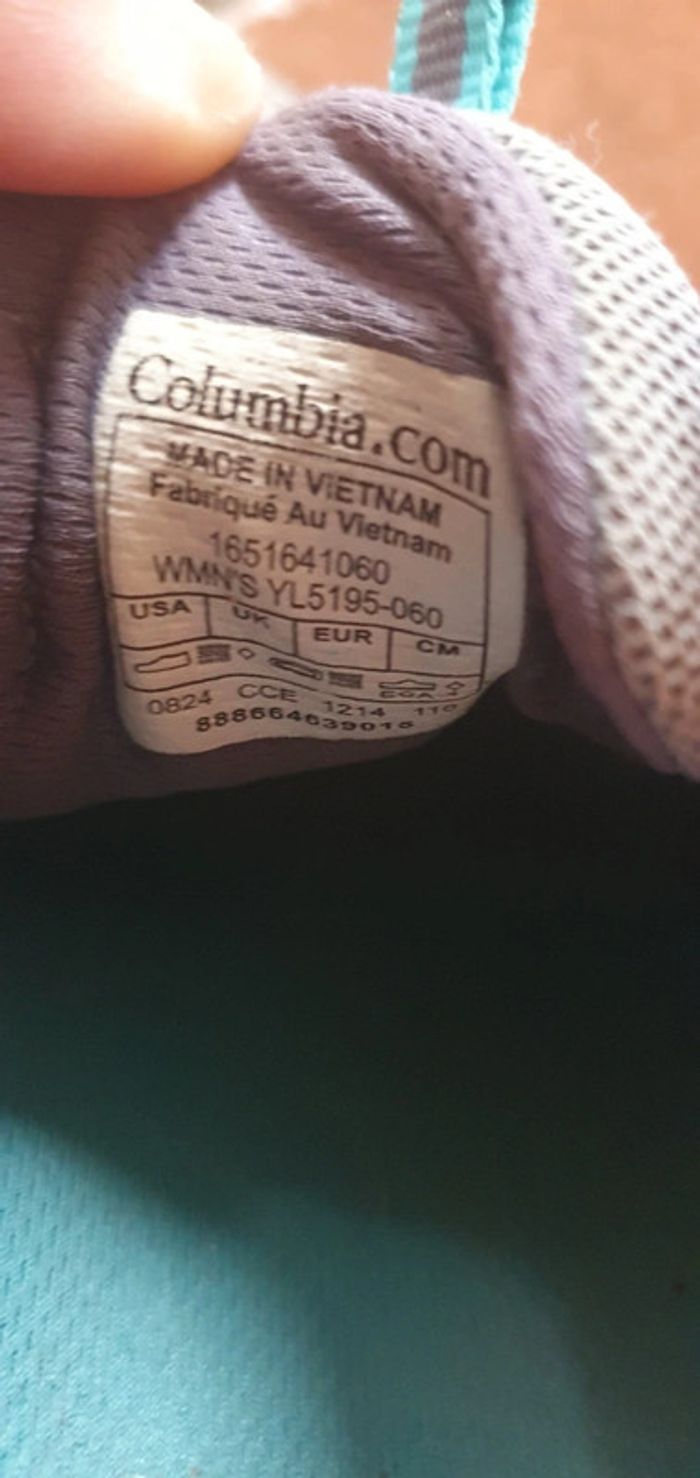 Columbia.com
MADE IN VIETNAM
Fabriqué Au Vietnam
1651641060
WMN'S YL5195-060
USA UK EUR CM
0824 CCE 1214 110